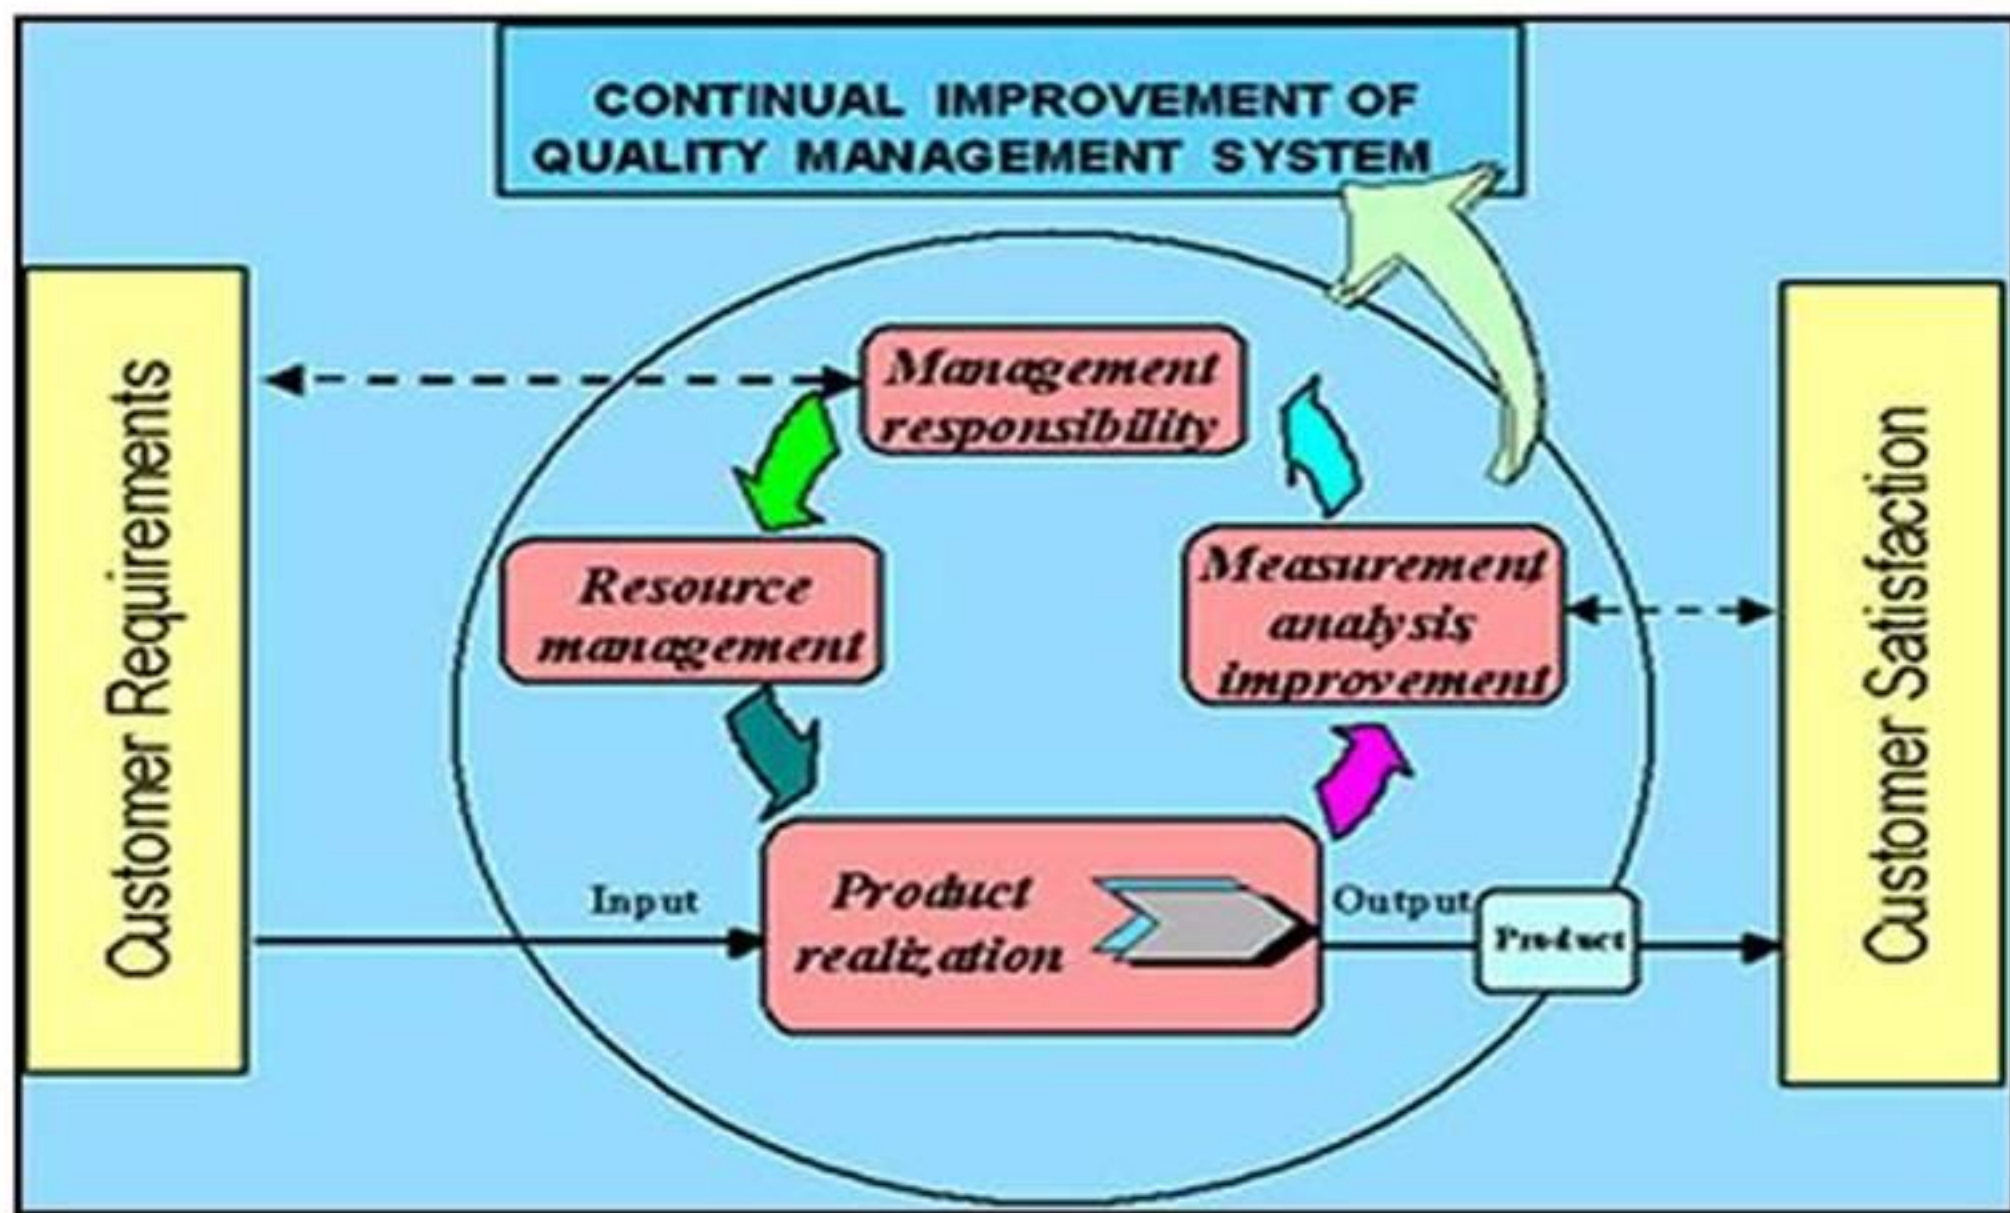 CONTINUAL IMPROVEMENT OF
QUALITY MANAGEMENT SYSTEM
Customer Requirements
Management
responsibility
Resource
management
Measurement
analysis
improvement
Product
realization
Input
Output
Product
Customer Satisfaction